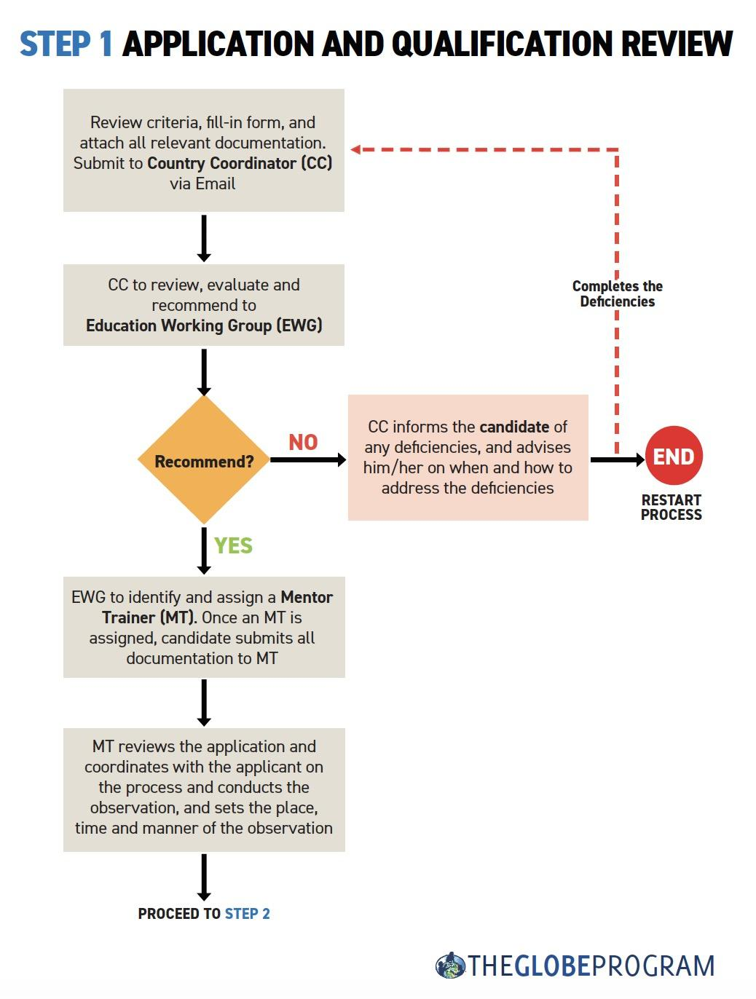 STEP 1 APPLICATION AND QUALIFICATION REVIEW
Review criteria, fill-in form, and
attach all relevant documentation.
Submit to Country Coordinator (CC)
via Email
CC to review, evaluate and
recommend to
Education Working Group (EWG)
Completes the
Deficiencies
Recommend?
NO
CC informs the candidate of
any deficiencies, and advises
him/her on when and how to
address the deficiencies
END
RESTART
PROCESS
YES
EWG to identify and assign a Mentor
Trainer (MT). Once an MT is
assigned, candidate submits all
documentation to MT
MT reviews the application and
coordinates with the applicant on
the process and conducts the
observation, and sets the place,
time and manner of the observation
PROCEED TO STEP 2
THEGLOBEPROGRAM